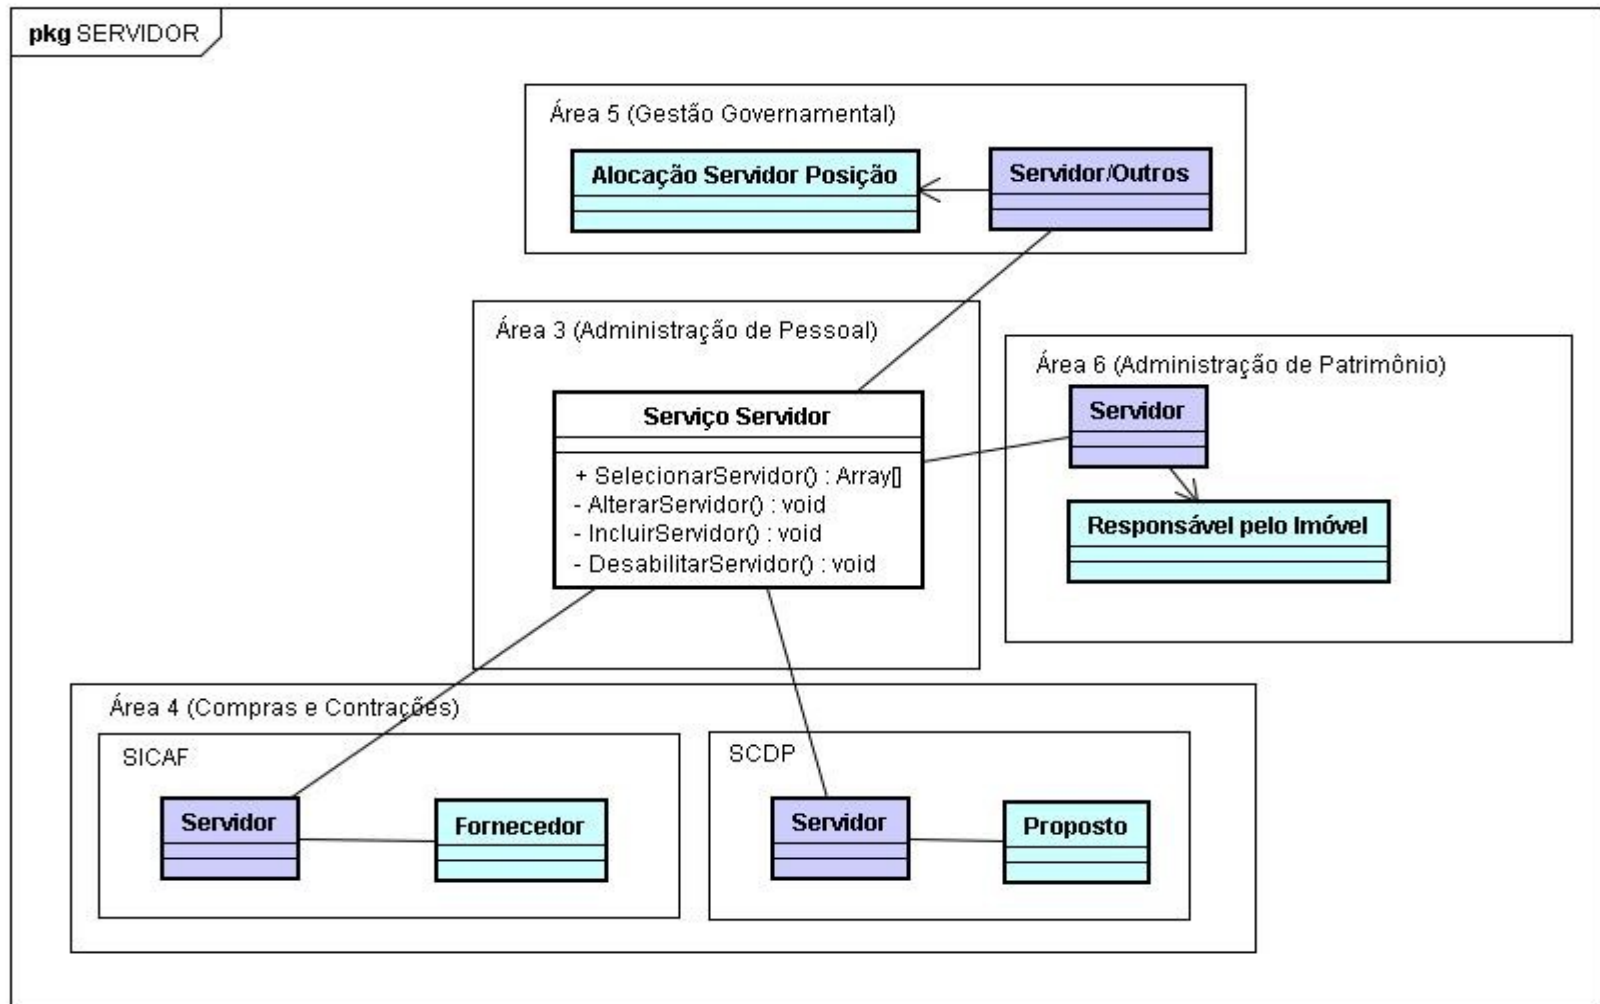 pkg SERVIDOR
Área 5 (Gestão Governamental)
Alocação Servidor Posição
Servidor/Outros
Área 3 (Administração de Pessoal)
Serviço Servidor
+ SelecionarServidor() : Array[]
- AlterarServidor() : void
- IncluirServidor() : void
- DesabilitarServidor() : void
Área 6 (Administração de Patrimônio)
Servidor
Responsável pelo Imóvel
Área 4 (Compras e Contrações)
SICAF
Servidor
Fornecedor
SCDP
Servidor
Proposto